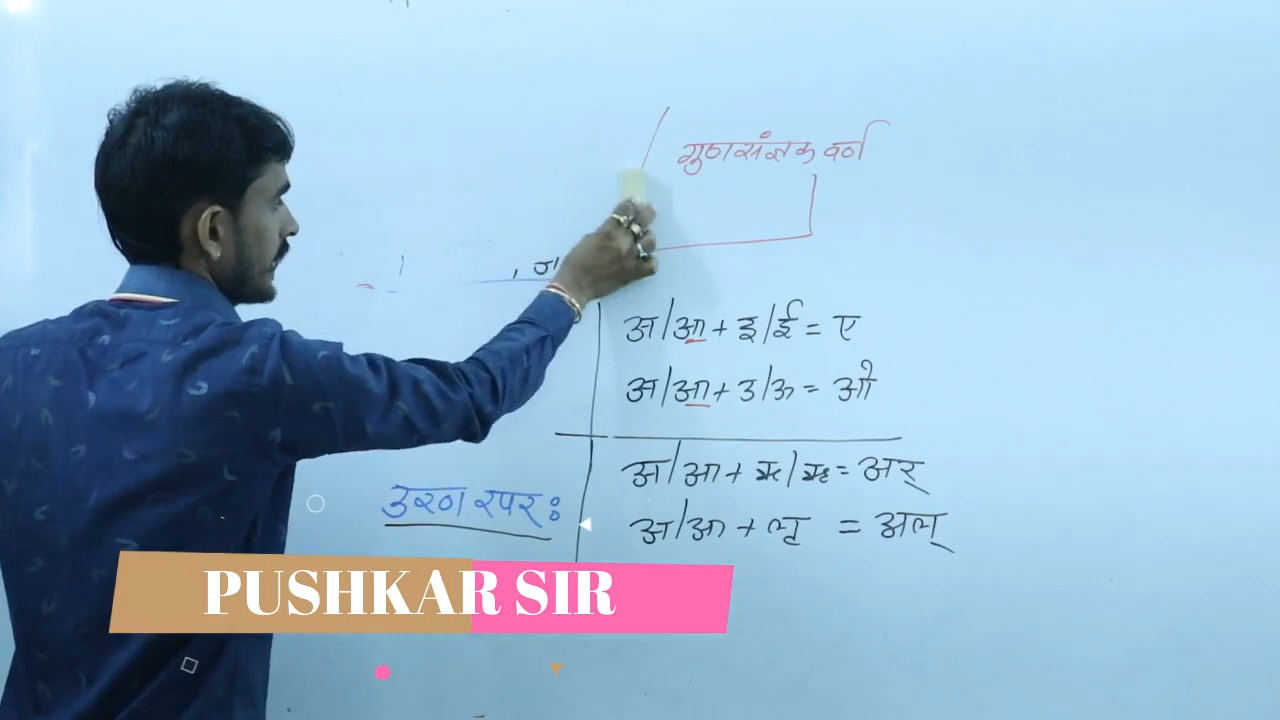 गुणसंज्ञक वर्ण
अ/आ + इ/ई = ए
अ/आ + उ/ऊ = ओ
अ/आ + ऋ/ॠ = अर्
उरण रपर:
अ/आ + लृ = अल्
PUSHKAR SIR